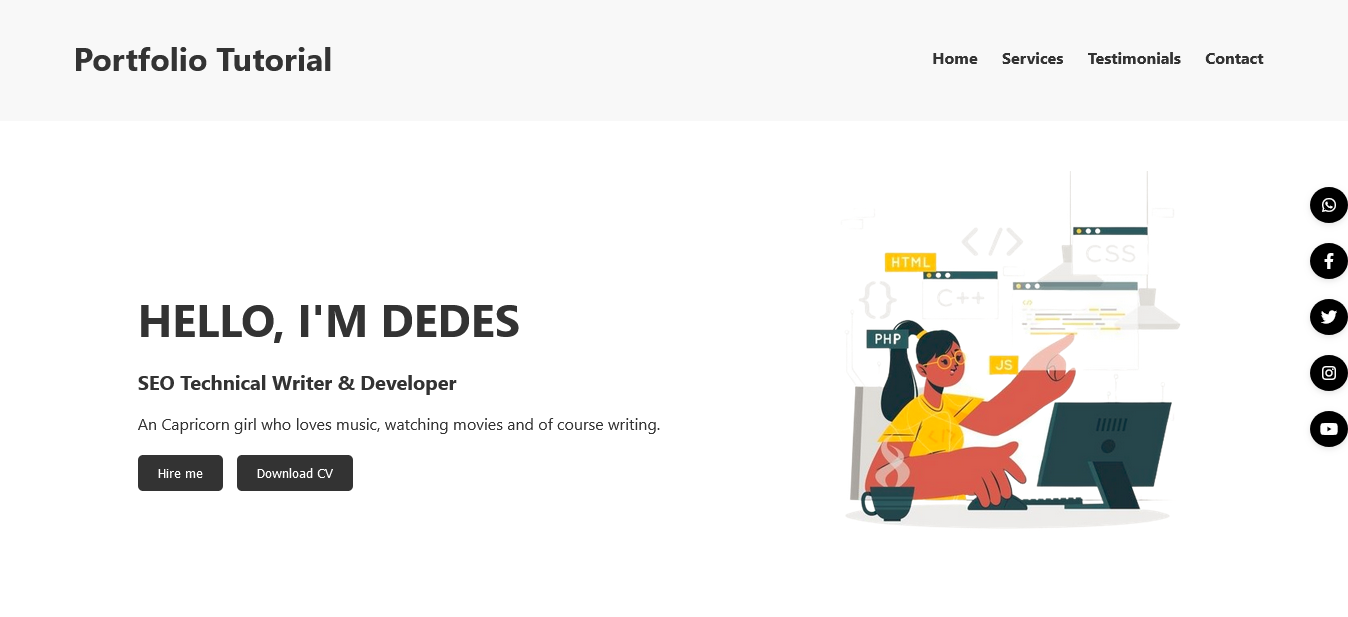 Portfolio Tutorial
Home Services Testimonials Contact
HELLO, I'M DEDES
SEO Technical Writer & Developer
An Capricorn girl who loves music, watching movies and of course writing.
Hire me Download CV
</>
CSS
HTML
C++
{}
PHP
JS
</>